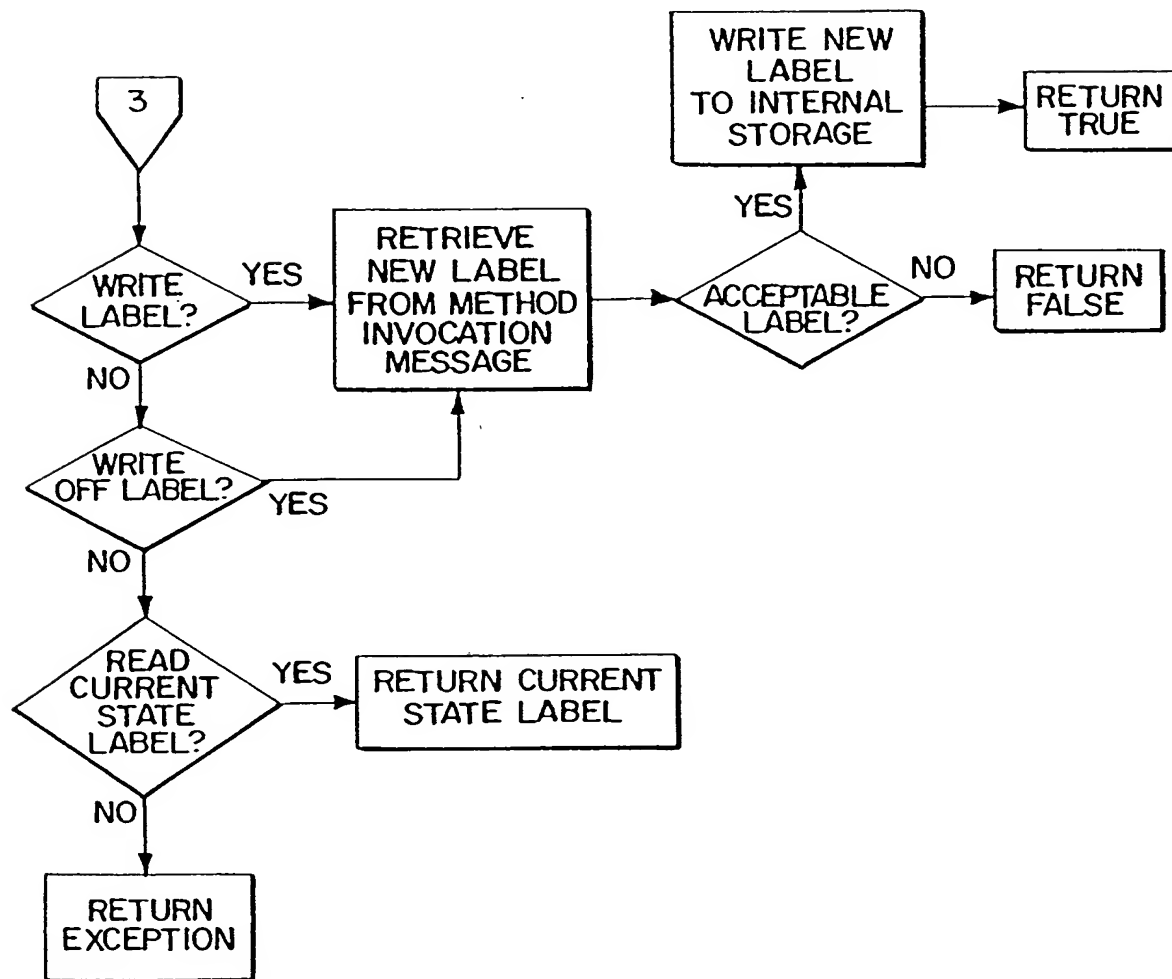 3
WRITE NEW
LABEL
TO INTERNAL
STORAGE
RETURN
TRUE
WRITE
LABEL?
YES
NO
RETRIEVE
NEW LABEL
FROM METHOD
INVOCATION
MESSAGE
ACCEPTABLE
LABEL?
YES
NO
RETURN
FALSE
WRITE
OFF LABEL?
YES
NO
READ
CURRENT
STATE
LABEL?
YES
RETURN CURRENT
STATE LABEL
NO
RETURN
EXCEPTION